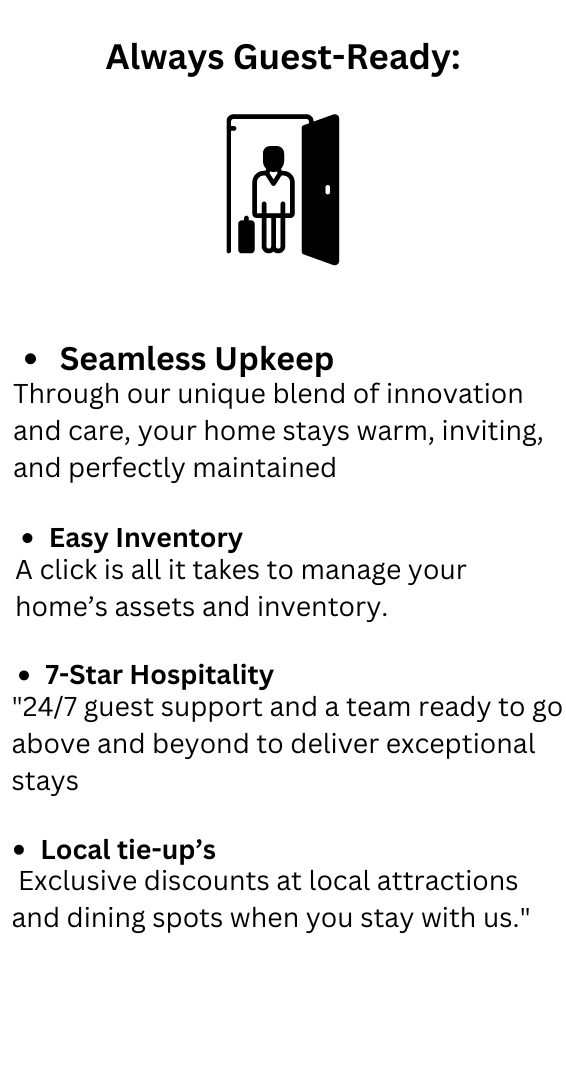 Always Guest-Ready:
• Seamless Upkeep
Through our unique blend of innovation
and care, your home stays warm, inviting,
and perfectly maintained
• Easy Inventory
A click is all it takes to manage your
home’s assets and inventory.
• 7-Star Hospitality
"24/7 guest support and a team ready to go
above and beyond to deliver exceptional
stays
• Local tie-up’s
Exclusive discounts at local attractions
and dining spots when you stay with us."